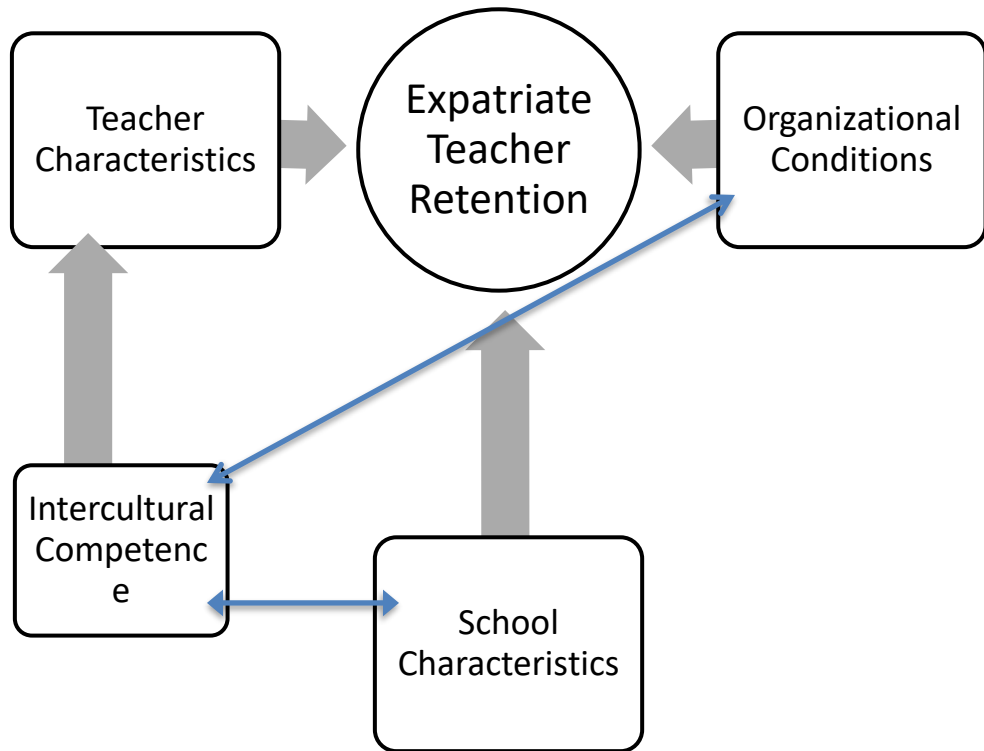 Teacher
Characteristics
Expatriate
Teacher
Retention
Organizational
Conditions
Intercultural
Competenc
e
School
Characteristics